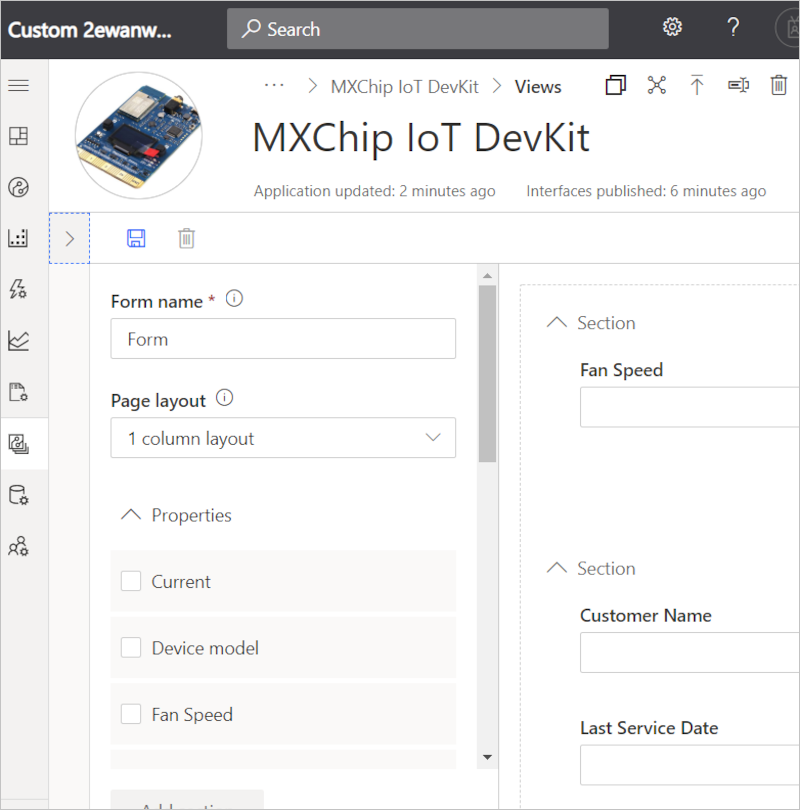 Custom 2ewanw...
Search
?
... > MXChip IoT DevKit > Views
MXChip IoT DevKit
Application updated: 2 minutes ago
Interfaces published: 6 minutes ago
Form name *
Form
Page layout
1 column layout
Properties
Current
Device model
Fan Speed
Section
Fan Speed
Section
Customer Name
Last Service Date